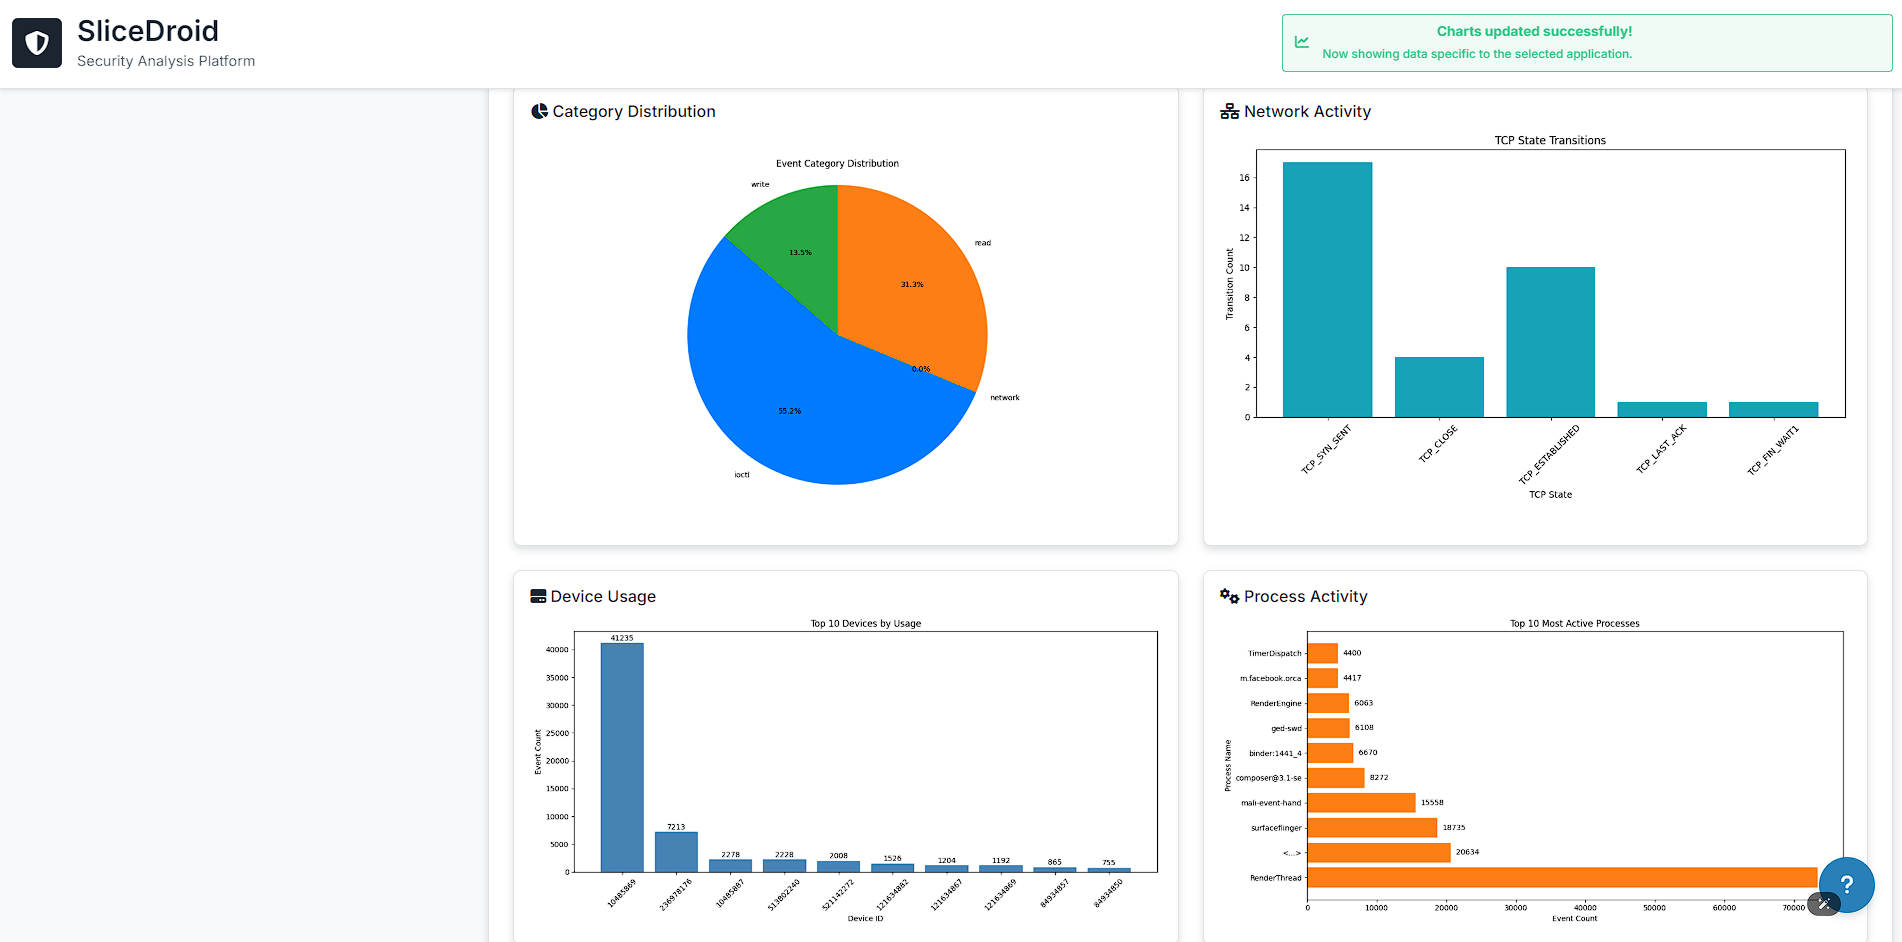 SliceDroid
Security Analysis Platform
Charts updated successfully!
Now showing data specific to the selected application.
Category Distribution
Event Category Distribution
write
read
13.5%
31.3%
0.0%
network
55.2%
ioctl
Network Activity
TCP State Transitions
Transition Count
16
14
12
10
8
6
4
2
0
TCP_SYN_SENT
TCP_CLOSE
TCP_ESTABLISHED
TCP_LAST_ACK
TCP_FIN_WAIT1
TCP State
Device Usage
Top 10 Devices by Usage
Event Count
40000
35000
30000
25000
20000
15000
10000
5000
0
41235
7213
2278
2228
2008
1526
1204
1192
865
755
10485869
236978176
10485887
513802240
521142272
121634882
121634867
121634869
84934857
84934850
Device ID
Process Activity
Top 10 Most Active Processes
Process Name
TimerDispatch 4400
m.facebook.orca 4417
RenderEngine 6063
ged-swd 6108
binder:1441_4 6670
composer@3.1-se 8272
mali-event-hand 15558
surfaceflinger 18735
<...> 20634
RenderThread
0 10000 20000 30000 40000 50000 60000 70000
Event Count
?